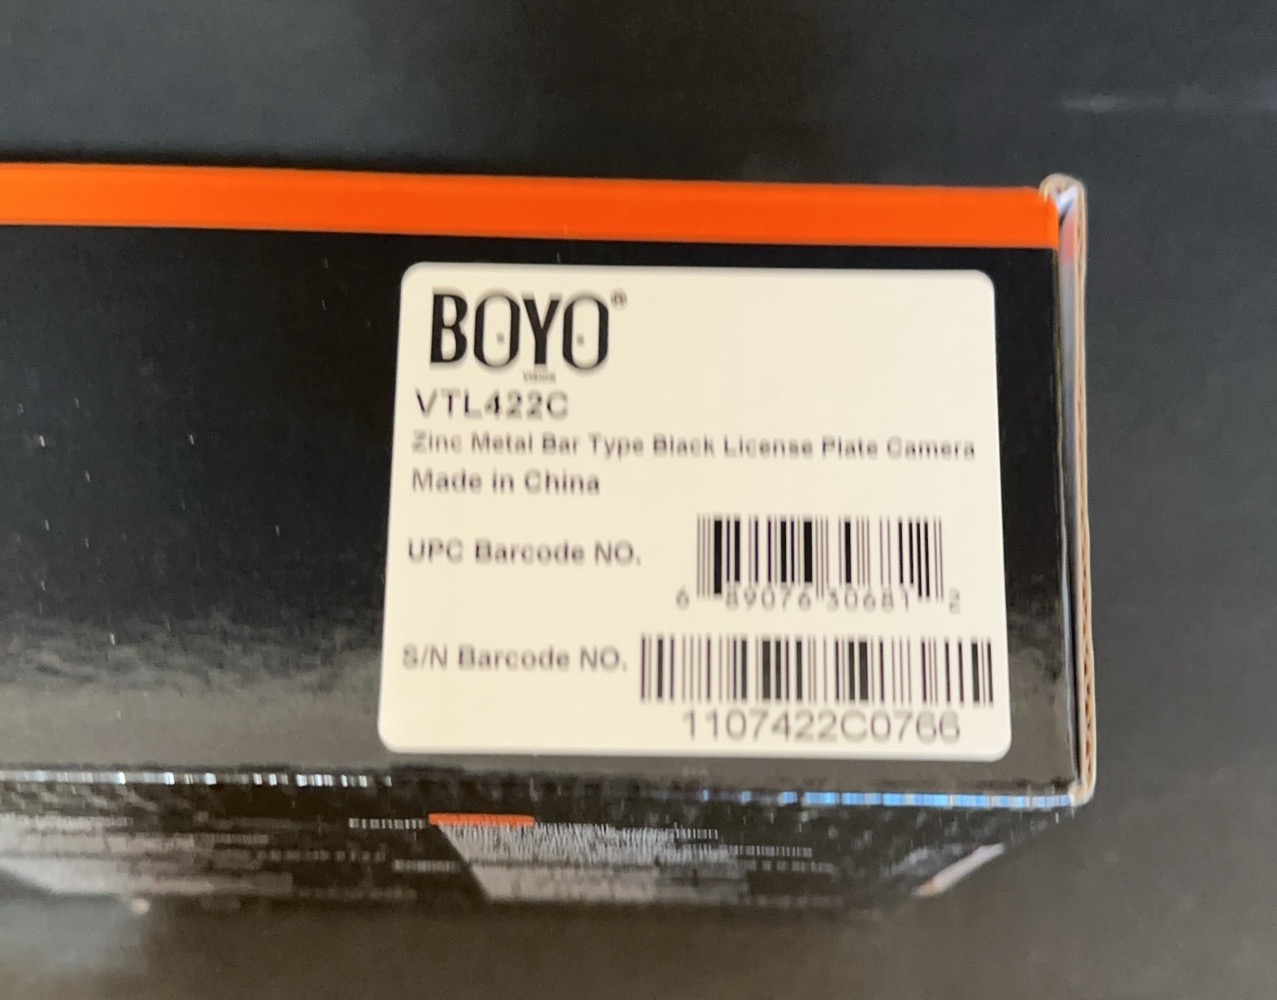 BOYO®
VISION
VTL422C
Zinc Metal Bar Type Black License Plate Camera
Made in China
UPC Barcode NO.
6 89076 30681 2
S/N Barcode NO.
1107422C0766